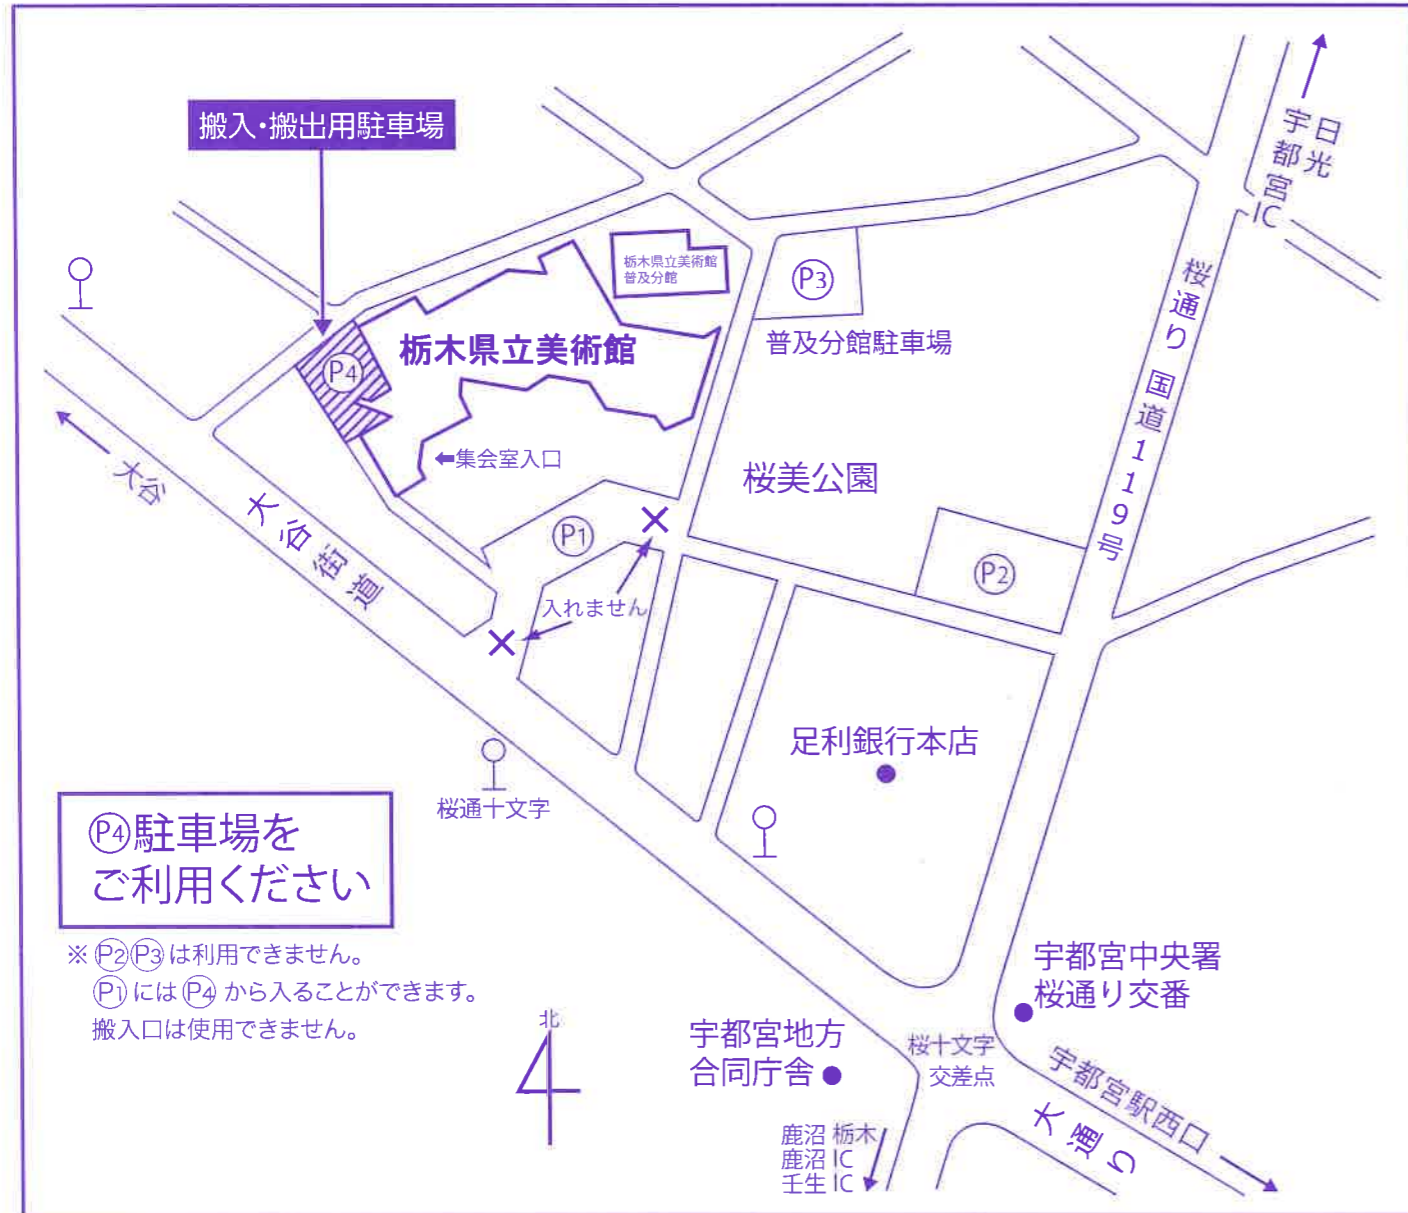 搬入・搬出用駐車場
日光
宇都宮IC
栃木県立美術館
普及分館
P3
普及分館駐車場
栃木県立美術館
P4
←集会室入口
大谷
大谷街道
桜通り 国道119号
桜美公園
P1
P2
入れません
足利銀行本店
桜通十文字
P4駐車場を
ご利用ください
※P2P3は利用できません。
P1にはP4から入ることができます。
搬入口は使用できません。
北
宇都宮中央署
桜通り交番
宇都宮地方
合同庁舎
桜十文字
交差点
宇都宮駅西口
大通り
鹿沼 栃木
鹿沼 IC
壬生 IC